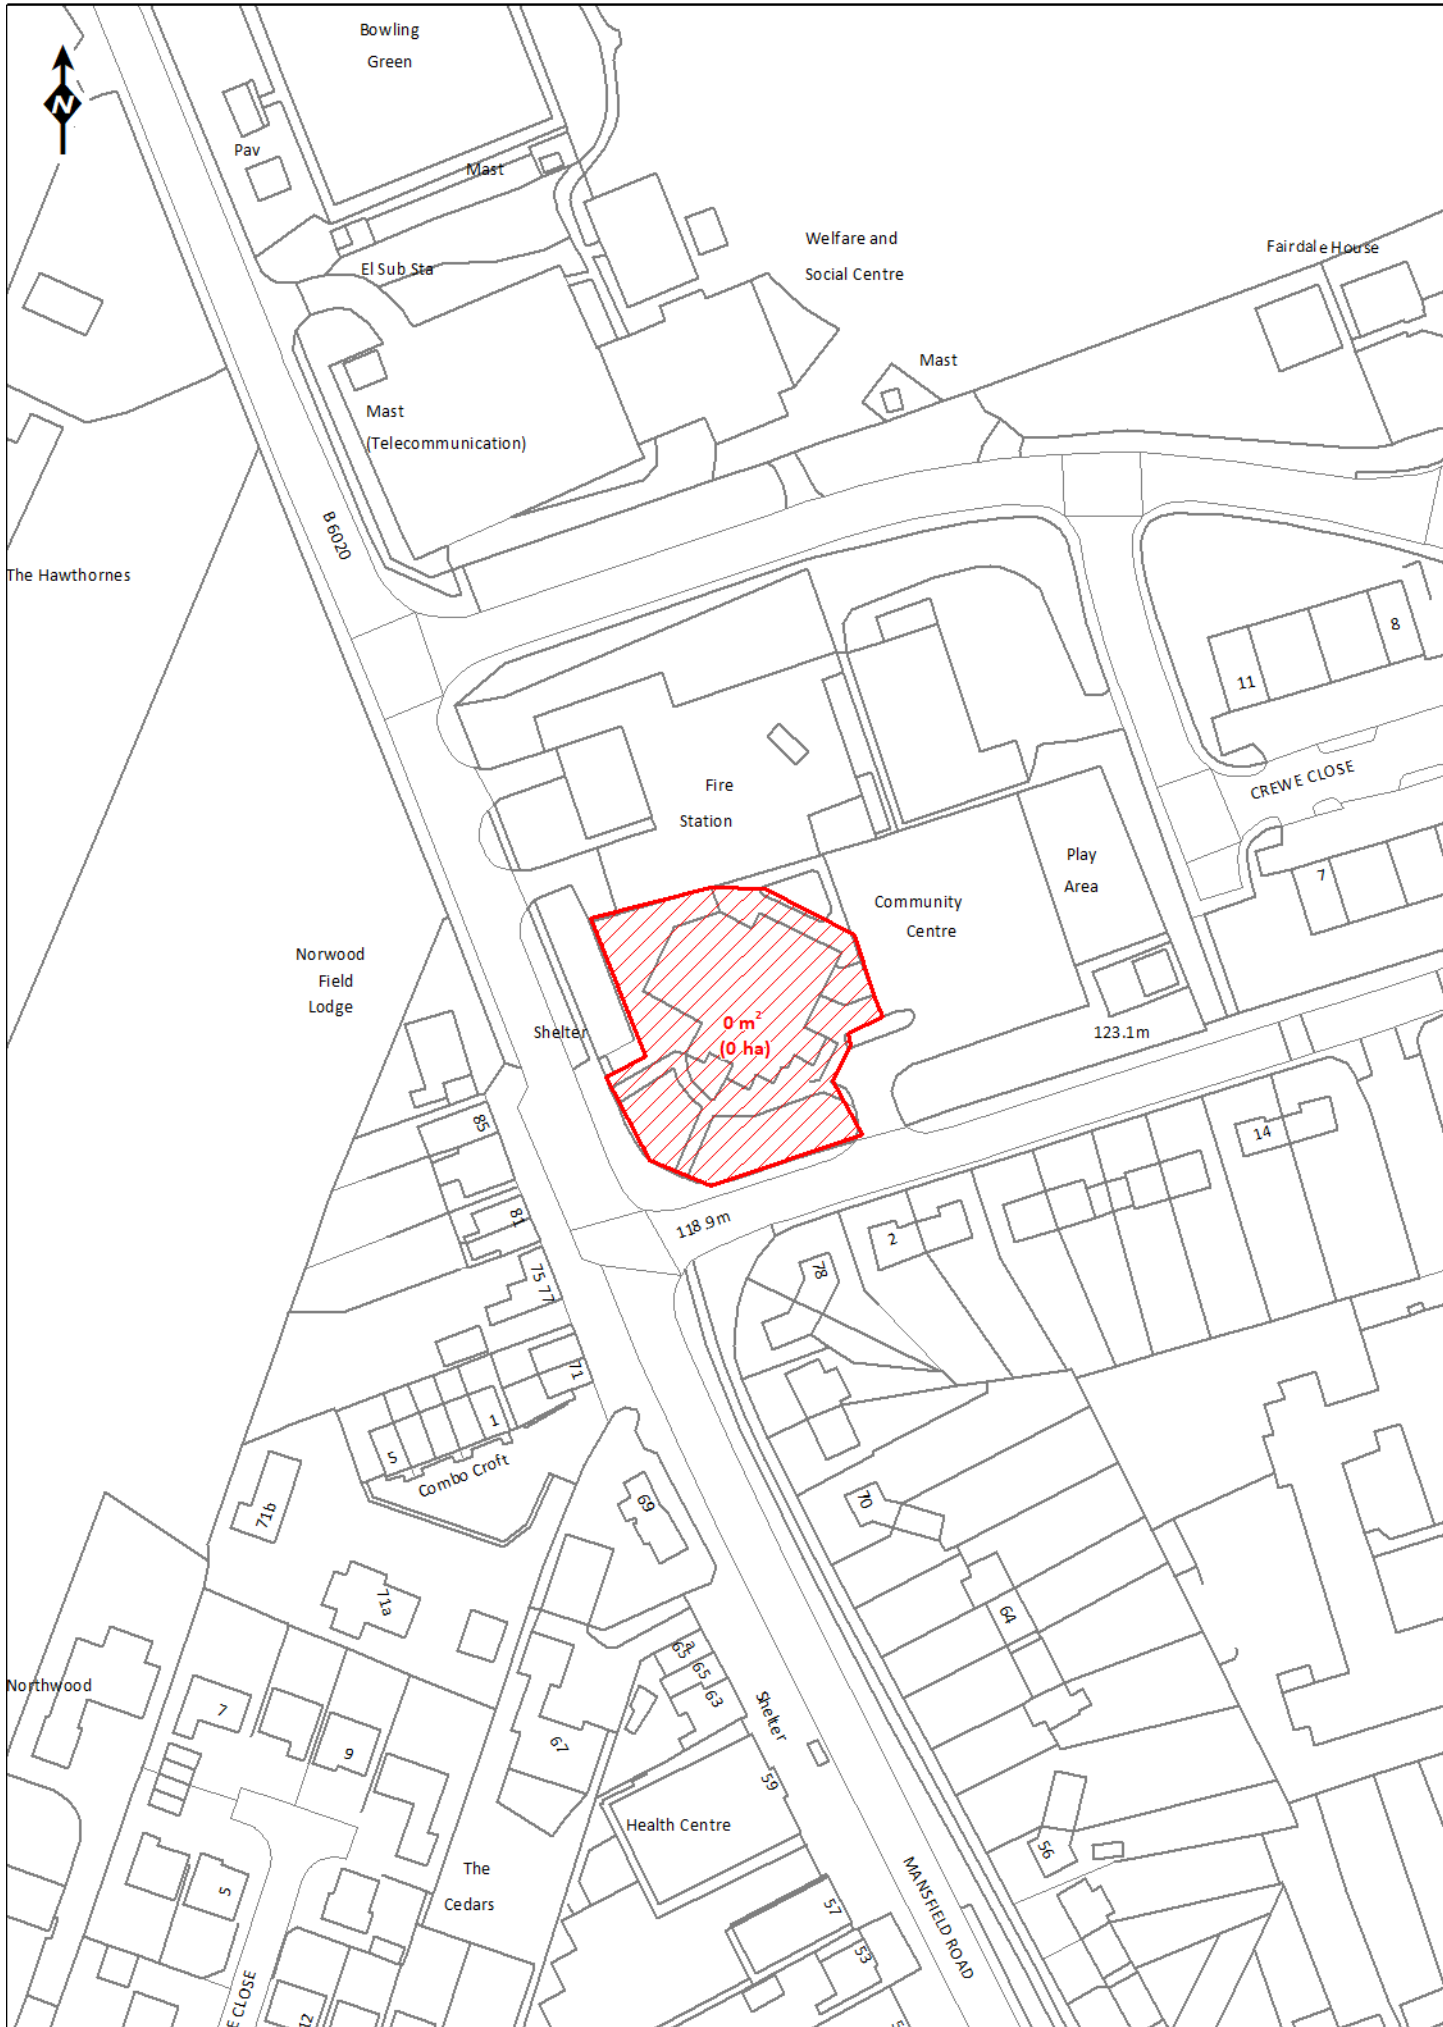 Bowling
Green
N
Pav
Mast
Welfare and
Social Centre
Fairdale House
El Sub Sta
Mast
Mast
(Telecommunication)
B 6020
The Hawthornes
8
11
CREWE CLOSE
Fire
Station
Play
Area
7
Community
Centre
Norwood
Field
Lodge
Shelter
0 m²
(0 ha)
123.1m
85
14
81
118.9m
2
78
75 77
71
1
5
Combo Croft
71b
69
70
71a
64
65a
65
63
Northwood
7
Shelter
67
9
59
Health Centre
56
The
Cedars
5
57
MANSFIELD ROAD
53
E CLOSE
12